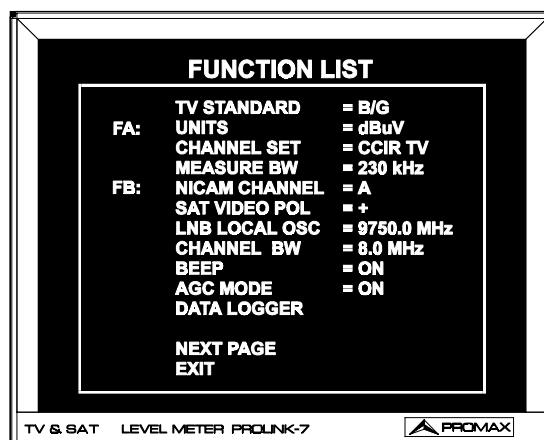 FUNCTION LIST
TV STANDARD = B/G
FA: UNITS = dBuV
CHANNEL SET = CCIR TV
MEASURE BW = 230 kHz
FB: NICAM CHANNEL = A
SAT VIDEO POL = +
LNB LOCAL OSC = 9750.0 MHz
CHANNEL BW = 8.0 MHz
BEEP = ON
AGC MODE = ON
DATA LOGGER
NEXT PAGE
EXIT
TV & SAT LEVEL METER PROLINK-7 PROMAX